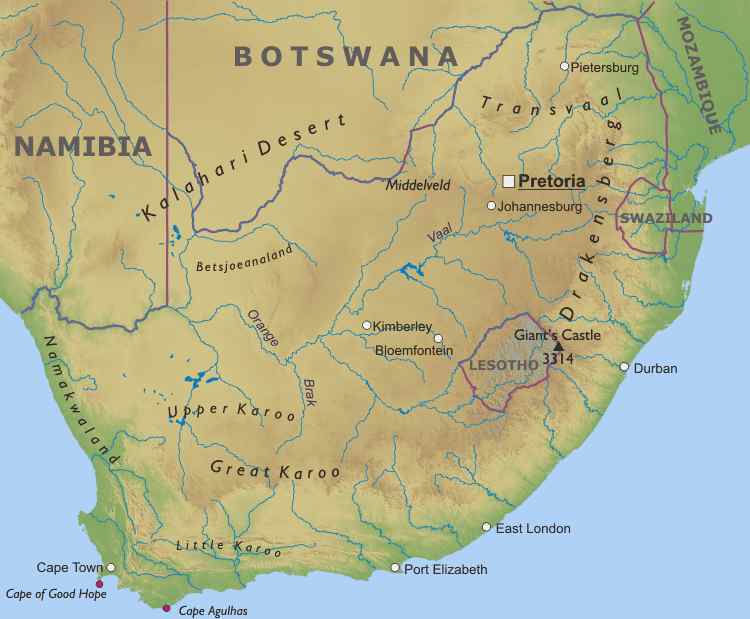 BOTSWANA
MOZAMBIQUE
Pietersburg
Transvaal
NAMIBIA
Kalahari Desert
Middelveld
Pretoria
Johannesburg
Drakensberg
SWAZILAND
Vaal
Betsjoeanaland
Orange
Kimberley
Bloemfontein
Giant's Castle
3314
LESOTHO
Durban
Namakwaland
Brak
Upper Karoo
Great Karoo
East London
Little Karoo
Cape Town
Port Elizabeth
Cape of Good Hope
Cape Agulhas